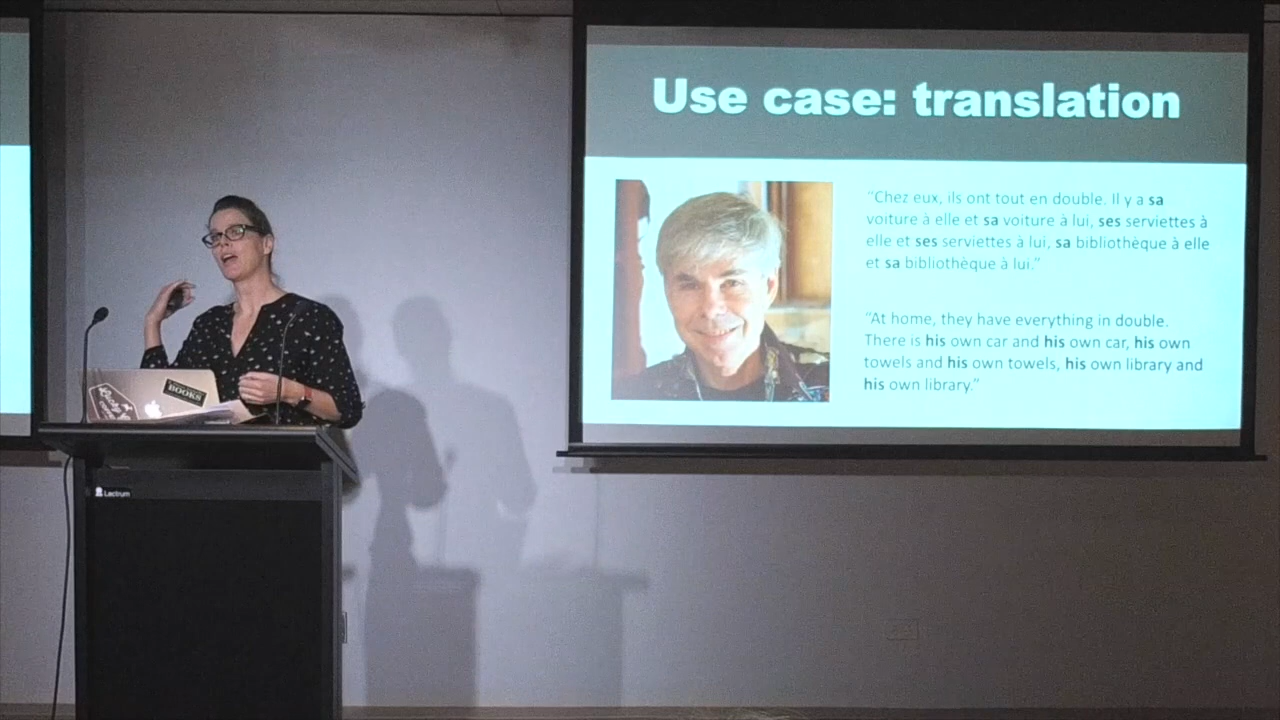 Use case: translation
“Chez eux, ils ont tout en double. Il y a sa
voiture à elle et sa voiture à lui, ses serviettes à
elle et ses serviettes à lui, sa bibliothèque à elle
et sa bibliothèque à lui.”
“At home, they have everything in double.
There is his own car and his own car, his own
towels and his own towels, his own library and
his own library.”
BOOKS
Lectrum